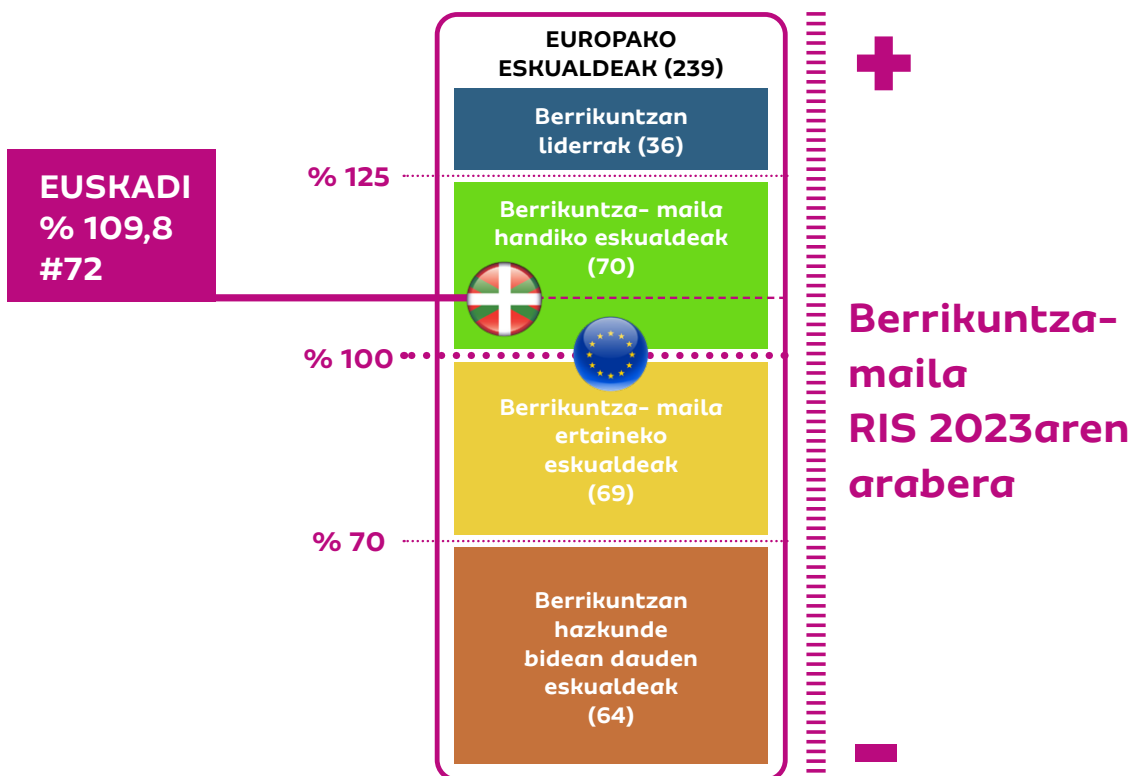 EUROPAKO
ESKUALDEAK (239)
Berrikuntzan
liderrak (36)
% 125
EUSKADI
% 109,8
#72
Berrikuntza- maila
handiko eskualdeak
(70)
% 100
Berrikuntza- maila
ertaineko
eskualdeak
(69)
% 70
Berrikuntzan
hazkunde
bidean dauden
eskualdeak
(64)
+
Berrikuntza-
maila
RIS 2023aren
arabera
-